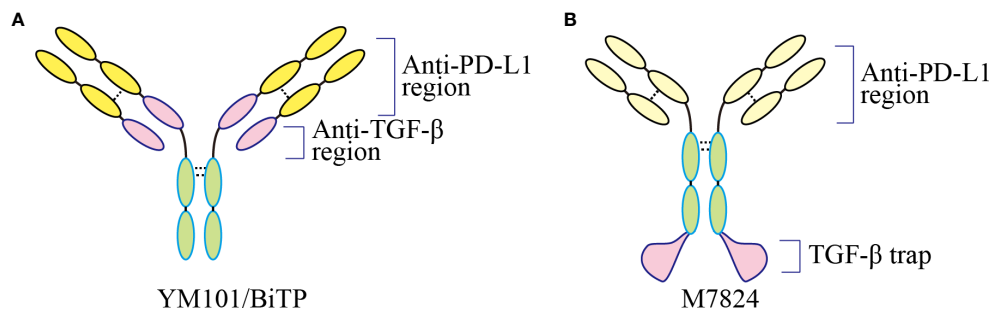 A
Anti-PD-L1
region
Anti-TGF-β
region
YM101/BiTP
B
Anti-PD-L1
region
TGF-β trap
M7824